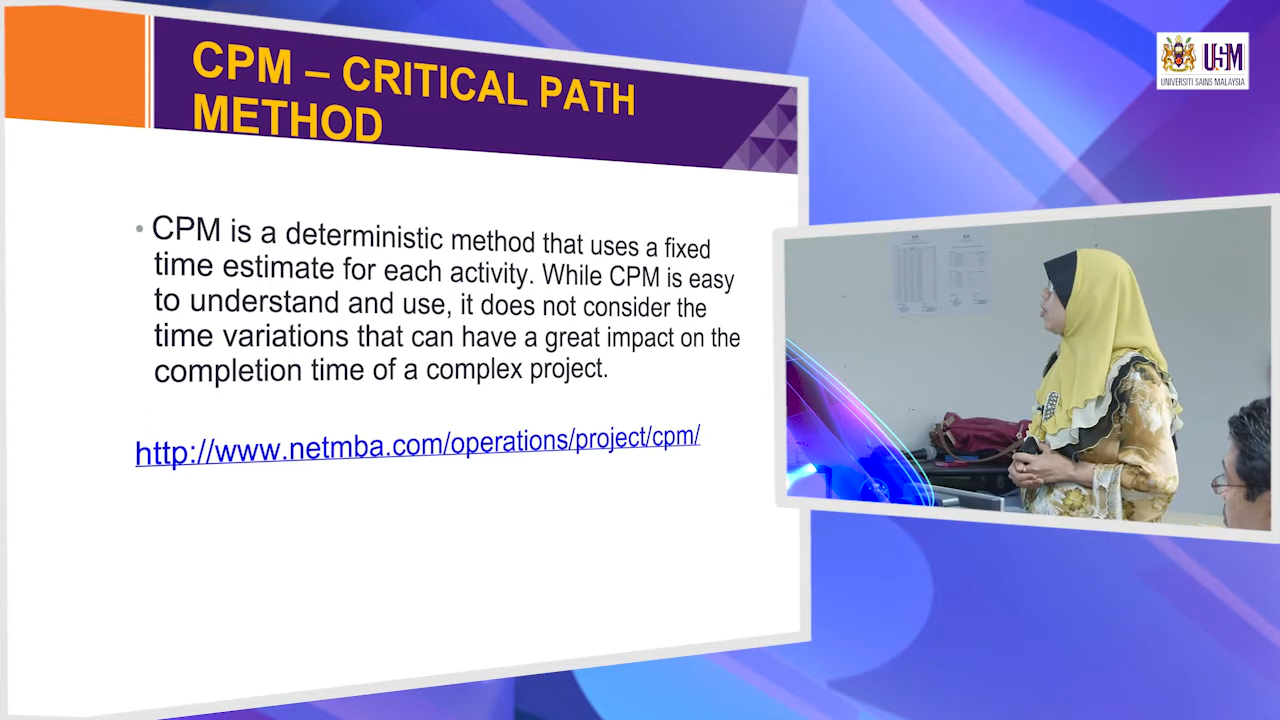 CPM – CRITICAL PATH
METHOD
• CPM is a deterministic method that uses a fixed
time estimate for each activity. While CPM is easy
to understand and use, it does not consider the
time variations that can have a great impact on the
completion time of a complex project.
http://www.netmba.com/operations/project/cpm/
USM
UNIVERSITI SAINS MALAYSIA